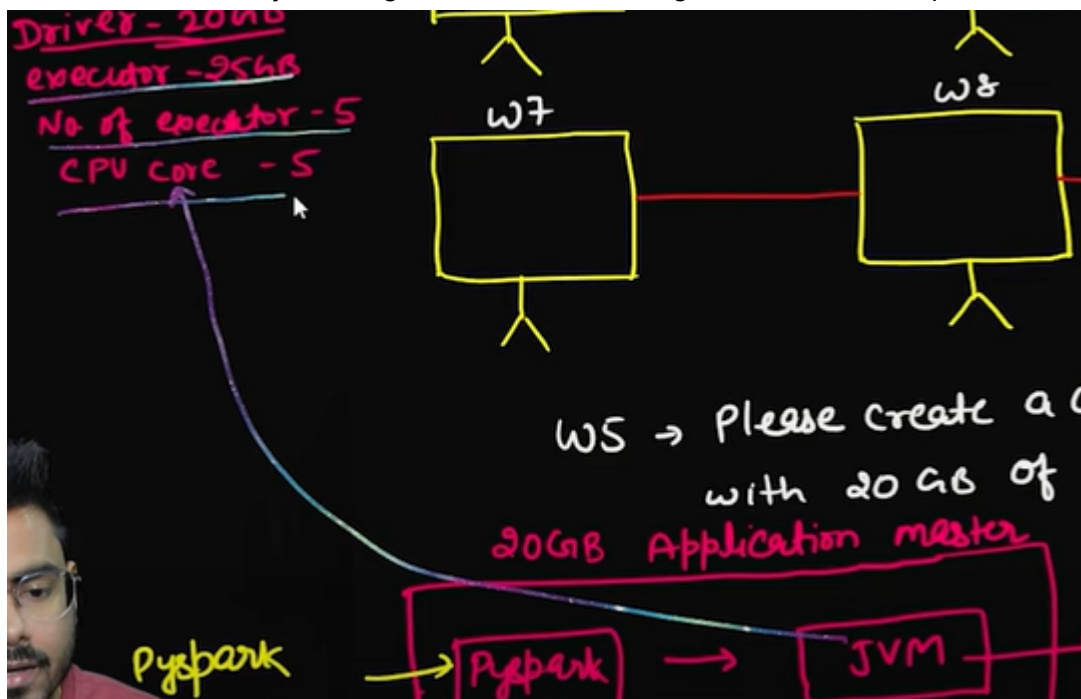 Driver - 20GB
executor - 25GB
No of executor - 5
CPU core - 5
W7
W8
W5 → Please create a
with 20 GB of
20GB Application master
Pyspark → Pyspark → JVM